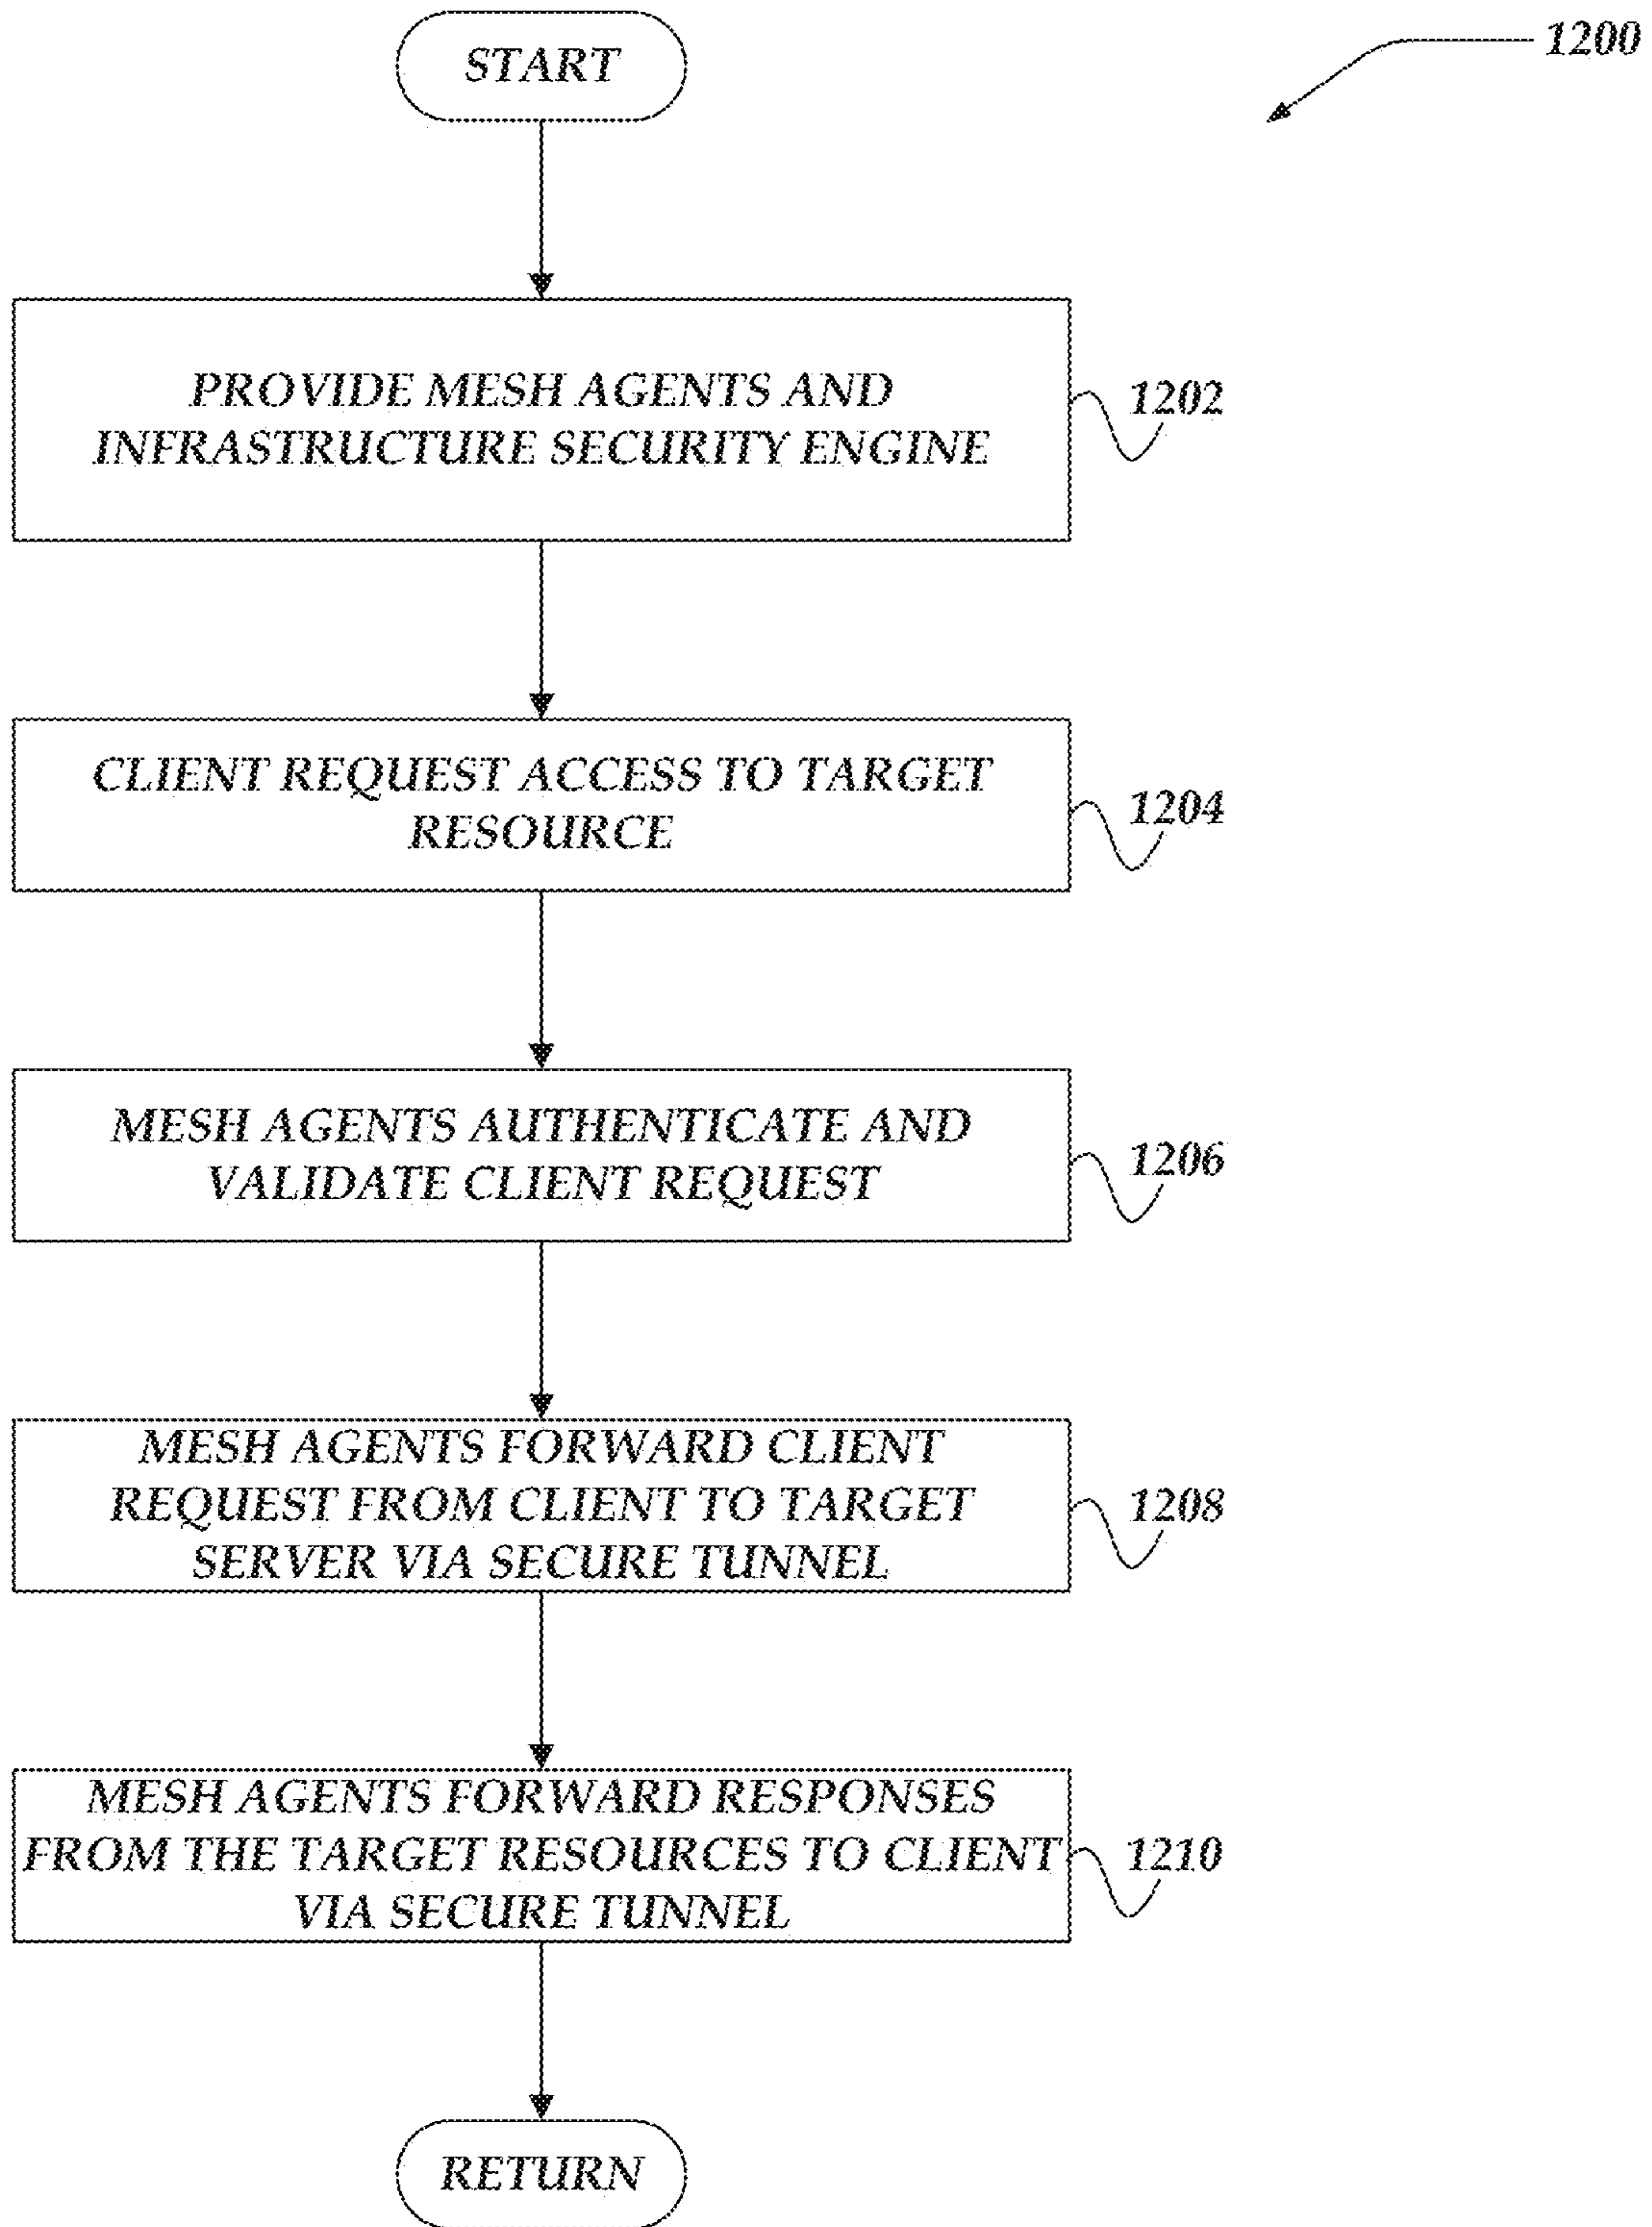 START
1200
PROVIDE MESH AGENTS AND
INFRASTRUCTURE SECURITY ENGINE
1202
CLIENT REQUEST ACCESS TO TARGET
RESOURCE
1204
MESH AGENTS AUTHENTICATE AND
VALIDATE CLIENT REQUEST
1206
MESH AGENTS FORWARD CLIENT
REQUEST FROM CLIENT TO TARGET
SERVER VIA SECURE TUNNEL
1208
MESH AGENTS FORWARD RESPONSES
FROM THE TARGET RESOURCES TO CLIENT
VIA SECURE TUNNEL
1210
RETURN